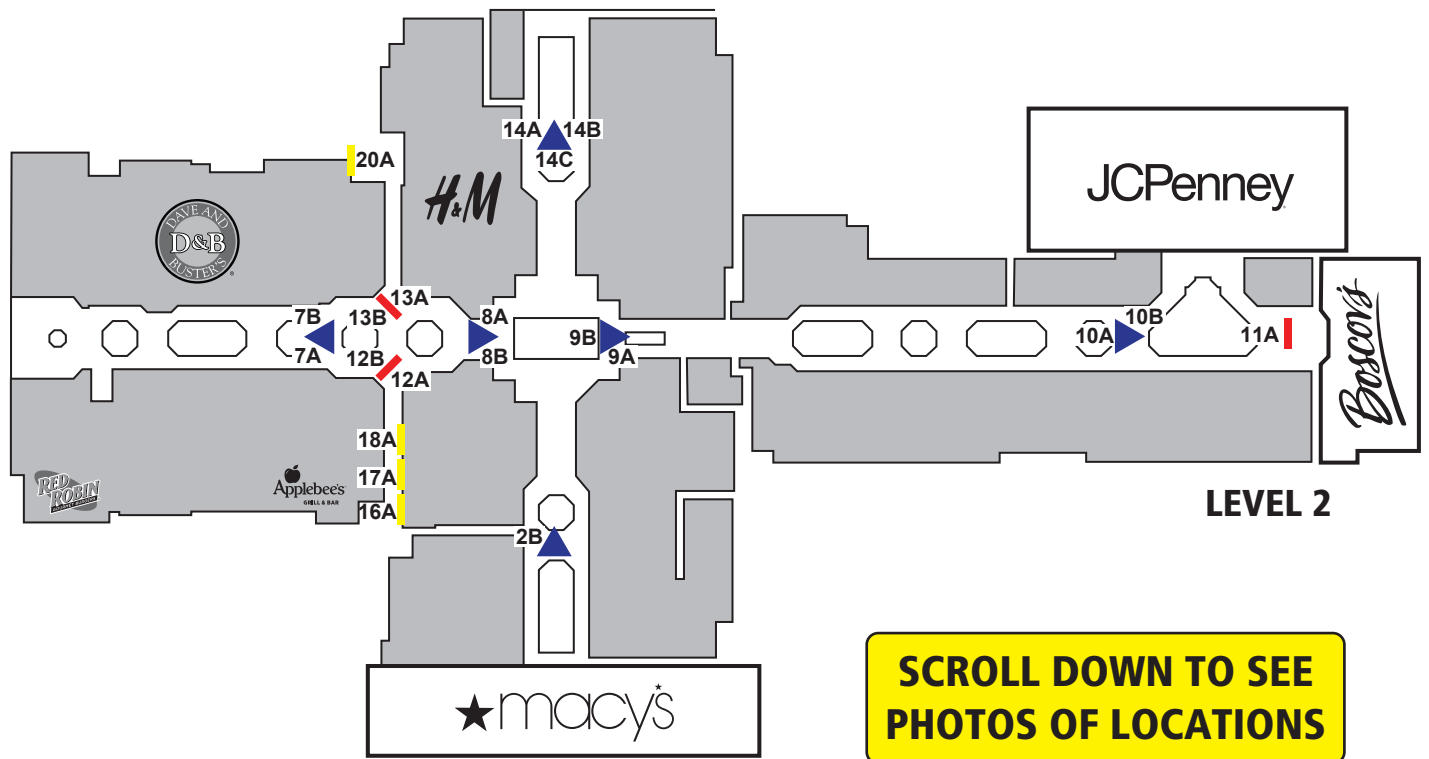 14A
14B
14C
20A
H&M
JCPenney
DAVE AND
D&B
BUSTER'S
13A
7B
13B
8A
10B
9B
10A
11A
7A
12B
8B
9A
12A
Boscov's
18A
17A
16A
RED
ROBIN
Applebee's
GRILL & BAR
LEVEL 2
2B
macy's
SCROLL DOWN TO SEE
PHOTOS OF LOCATIONS